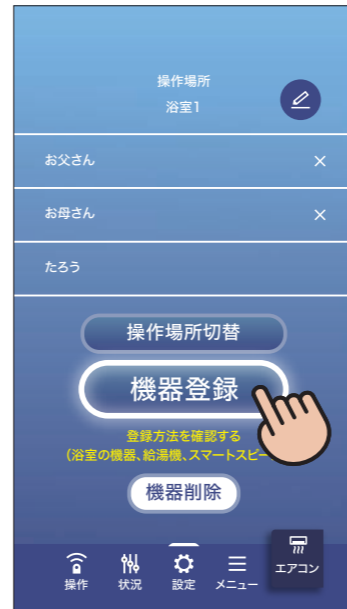 操作場所
浴室1
お父さん ×
お母さん ×
たろう
操作場所切替
機器登録
登録方法を確認する
(浴室の機器、給湯機、スマートスピー
機器削除
操作 状況 設定 メニュー エアコン